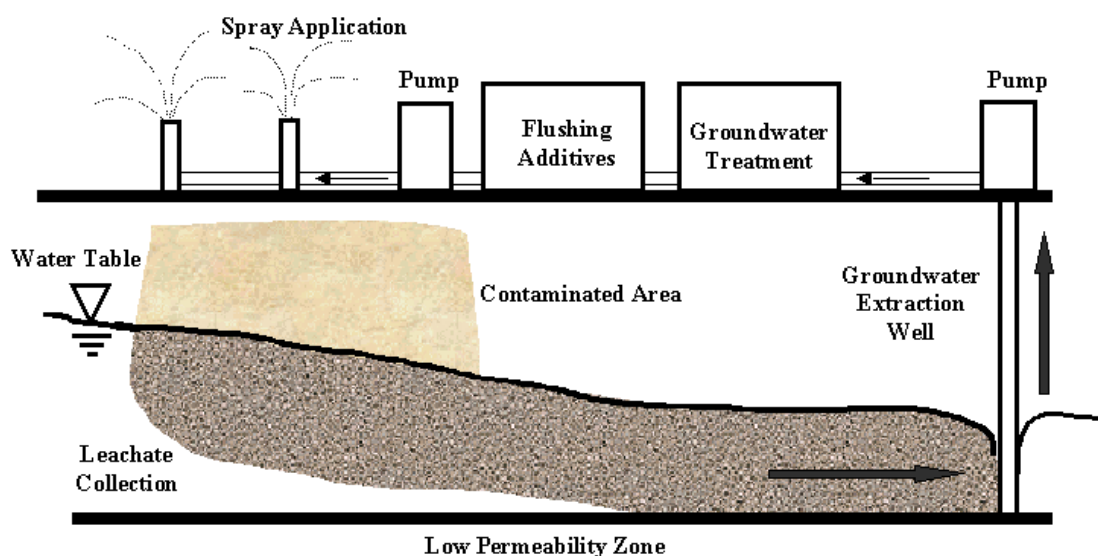 Spray Application
Pump
Pump
Flushing
Additives
Groundwater
Treatment
Water Table
Contaminated Area
Groundwater
Extraction
Well
Leachate
Collection
Low Permeability Zone